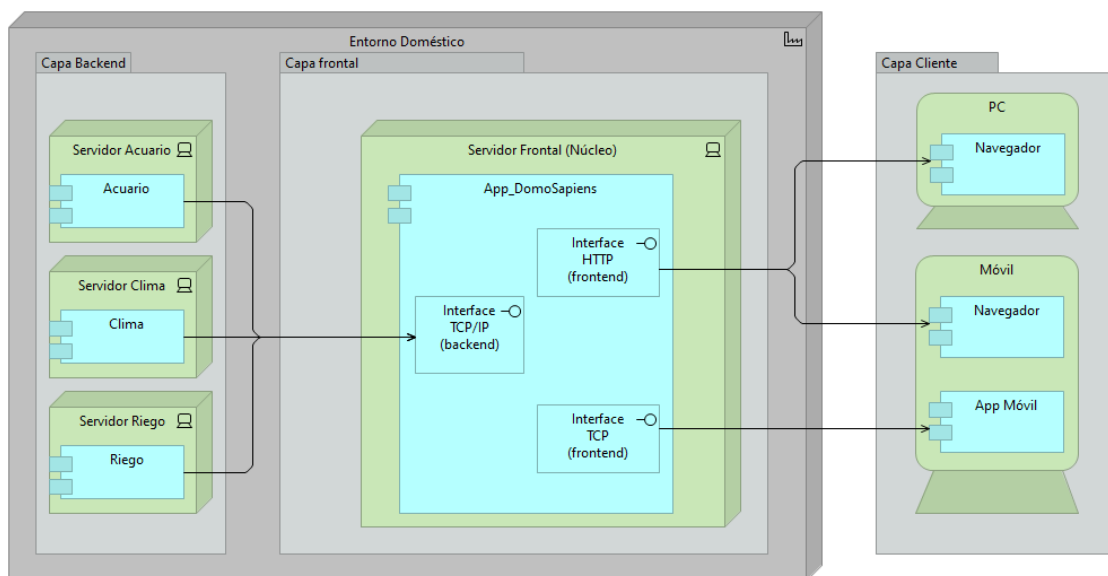 Entorno Doméstico
Capa Backend
Servidor Acuario
Acuario
Servidor Clima
Clima
Servidor Riego
Riego
Capa frontal
Servidor Frontal (Núcleo)
App_DomoSapiens
Interface
HTTP
(frontend)
Interface
TCP/IP
(backend)
Interface
TCP
(frontend)
Capa Cliente
PC
Navegador
Móvil
Navegador
App Móvil